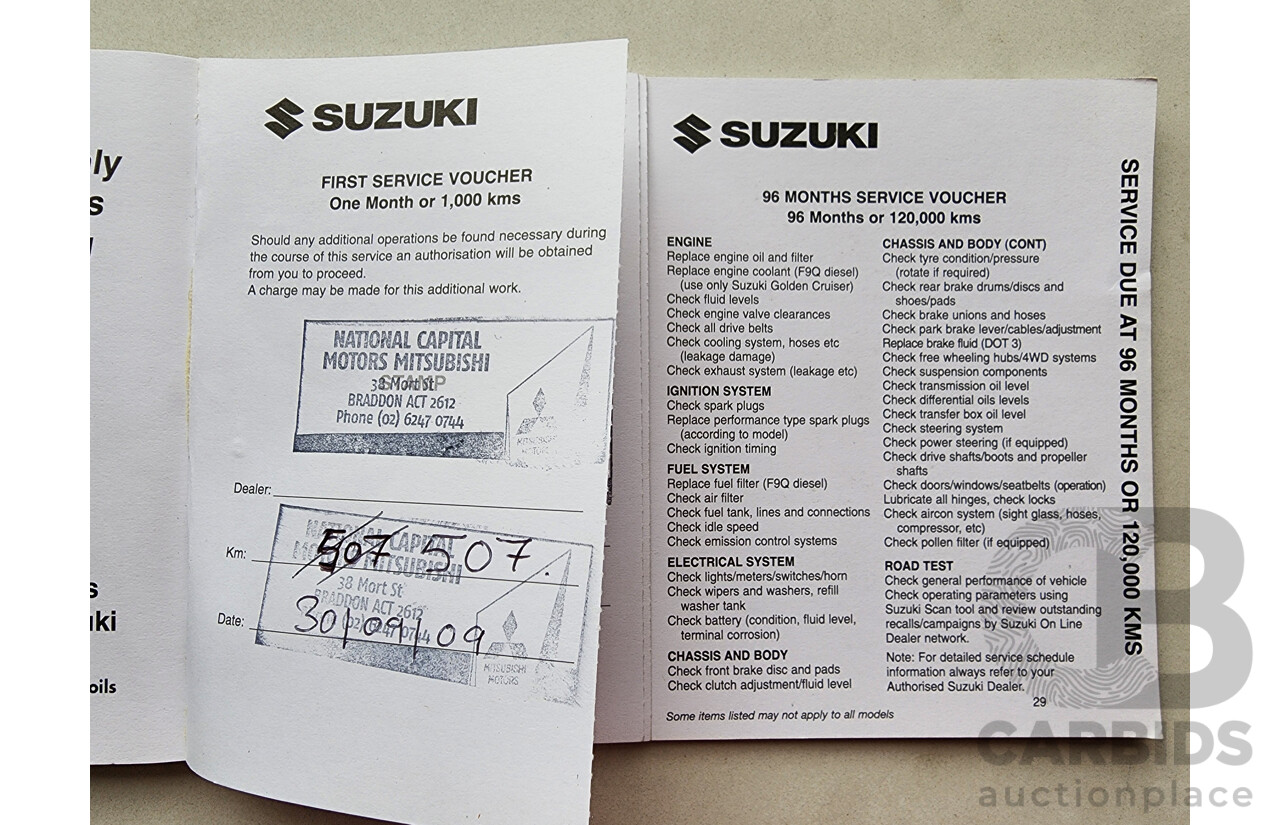 ly
s
SUZUKI
FIRST SERVICE VOUCHER
One Month or 1,000 kms
Should any additional operations be found necessary during
the course of this service an authorisation will be obtained
from you to proceed.
A charge may be made for this additional work.
NATIONAL CAPITAL
MOTORS MITSUBISHI
STAMP
38 Mort St
BRADDON ACT 2612
Phone (02) 6247 0744
MITSUBISHI
MOTORS
Dealer:
NATIONAL CAPITAL
MOTORS MITSUBISHI
Km: 507 507.
38 Mort St
BRADDON ACT 2612
(02) 6247 0744
Date: 30/09/09
MITSUBISHI
MOTORS
s
uki
oils
SUZUKI
96 MONTHS SERVICE VOUCHER
96 Months or 120,000 kms
ENGINE
Replace engine oil and filter
Replace engine coolant (F9Q diesel)
(use only Suzuki Golden Cruiser)
Check fluid levels
Check engine valve clearances
Check all drive belts
Check cooling system, hoses etc
(leakage damage)
Check exhaust system (leakage etc)
IGNITION SYSTEM
Check spark plugs
Replace performance type spark plugs
(according to model)
Check ignition timing
FUEL SYSTEM
Replace fuel filter (F9Q diesel)
Check air filter
Check fuel tank, lines and connections
Check idle speed
Check emission control systems
ELECTRICAL SYSTEM
Check lights/meters/switches/horn
Check wipers and washers, refill
washer tank
Check battery (condition, fluid level,
terminal corrosion)
CHASSIS AND BODY
Check front brake disc and pads
Check clutch adjustment/fluid level
Some items listed may not apply to all models
CHASSIS AND BODY (CONT)
Check tyre condition/pressure
(rotate if required)
Check rear brake drums/discs and
shoes/pads
Check brake unions and hoses
Check park brake lever/cables/adjustment
Replace brake fluid (DOT 3)
Check free wheeling hubs/4WD systems
Check suspension components
Check transmission oil level
Check differential oils levels
Check transfer box oil level
Check steering system
Check power steering (if equipped)
Check drive shafts/boots and propeller
shafts
Check doors/windows/seatbelts (operation)
Lubricate all hinges, check locks
Check aircon system (sight glass, hoses,
compressor, etc)
Check pollen filter (if equipped)
ROAD TEST
Check general performance of vehicle
Check operating parameters using
Suzuki Scan tool and review outstanding
recalls/campaigns by Suzuki On Line
Dealer network.
Note: For detailed service schedule
information always refer to your
Authorised Suzuki Dealer.
29
SERVICE DUE AT 96 MONTHS OR 120,000 KMS
CB
CARBIDS
auctionplace